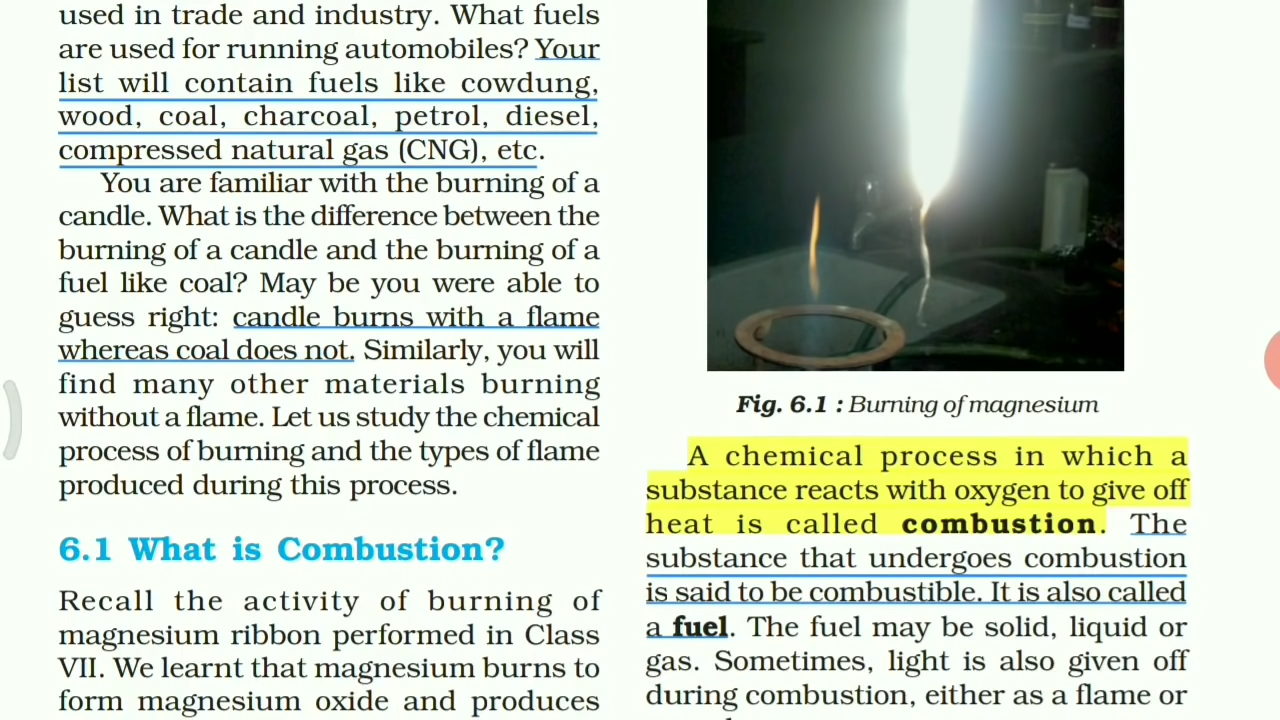 used in trade and industry. What fuels
are used for running automobiles? Your
list will contain fuels like cowdung,
wood, coal, charcoal, petrol, diesel,
compressed natural gas (CNG), etc.
You are familiar with the burning of a
candle. What is the difference between the
burning of a candle and the burning of a
fuel like coal? May be you were able to
guess right: candle burns with a flame
whereas coal does not. Similarly, you will
find many other materials burning
without a flame. Let us study the chemical
process of burning and the types of flame
produced during this process.
6.1 What is Combustion?
Recall the activity of burning of
magnesium ribbon performed in Class
VII. We learnt that magnesium burns to
form magnesium oxide and produces
Fig. 6.1 : Burning of magnesium
A chemical process in which a
substance reacts with oxygen to give off
heat is called combustion. The
substance that undergoes combustion
is said to be combustible. It is also called
a fuel. The fuel may be solid, liquid or
gas. Sometimes, light is also given off
during combustion, either as a flame or